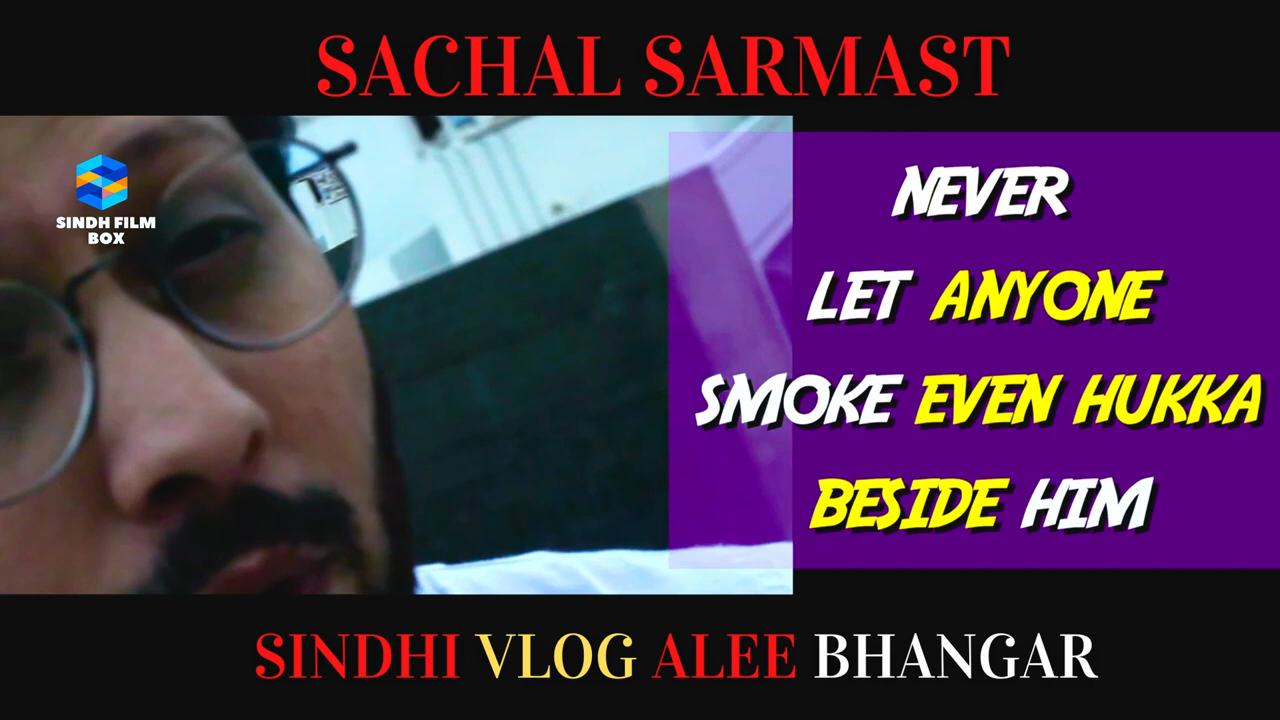 SACHAL SARMAST
SINDH FILM
BOX
NEVER
LET ANYONE
SMOKE EVEN HUKKA
BESIDE HIM
SINDHI VLOG ALEE BHANGAR